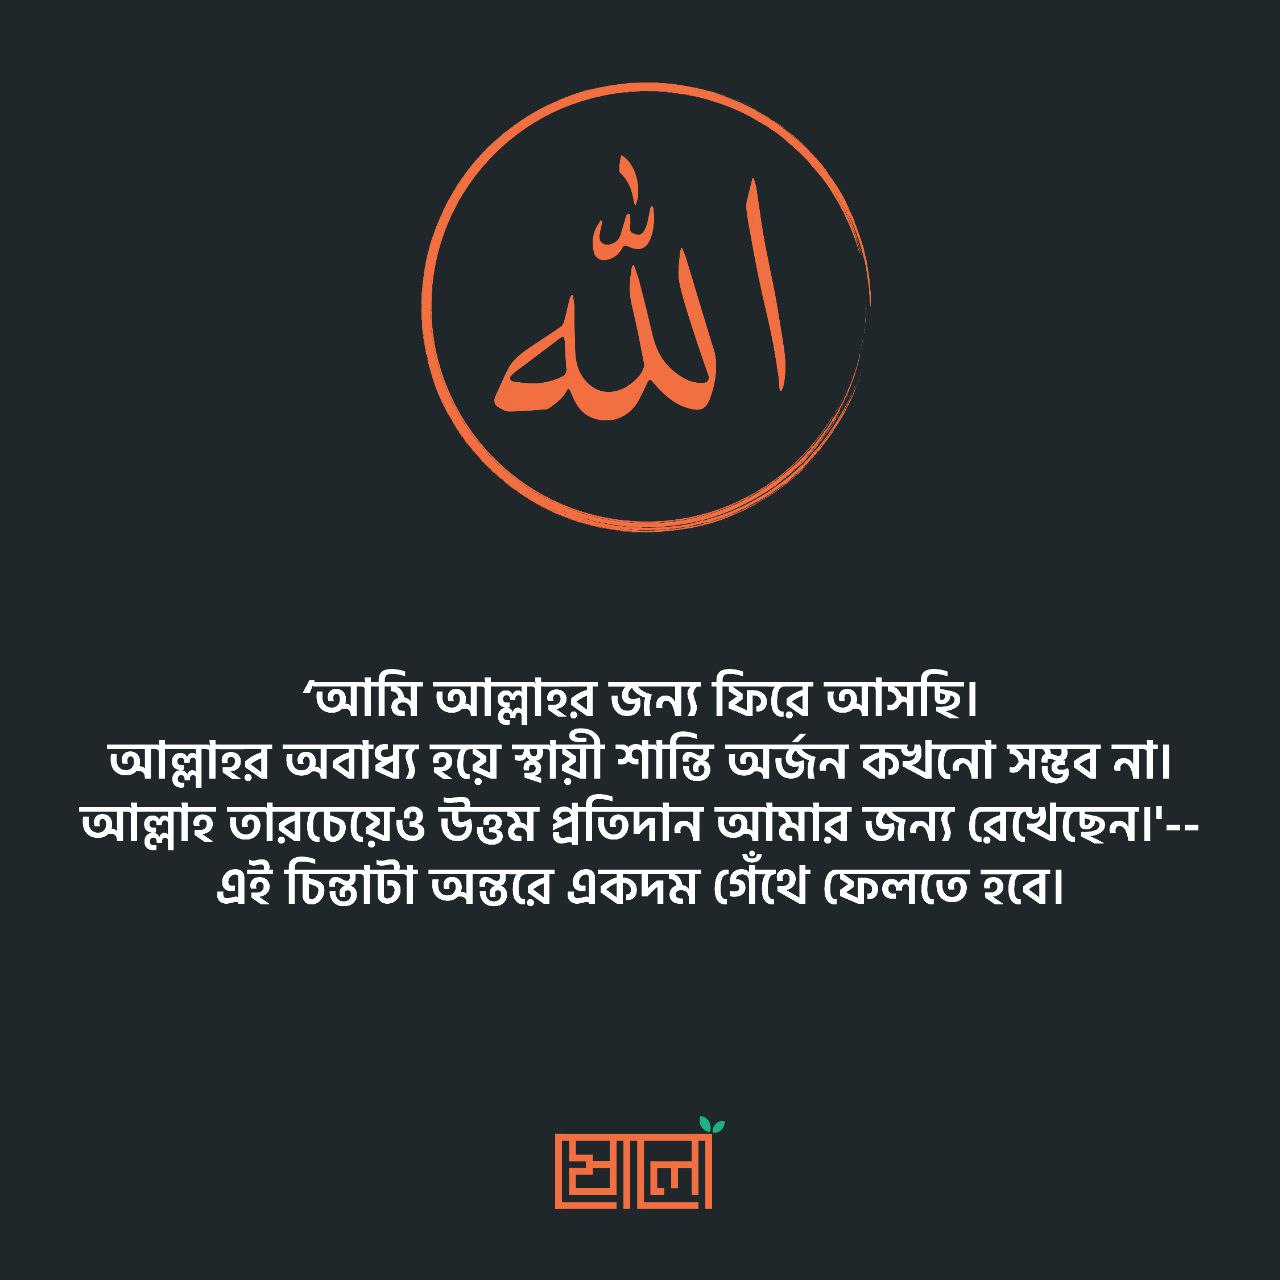 الله
‘আমি আল্লাহর জন্য ফিরে আসছি।
আল্লাহর অবাধ্য হয়ে স্থায়ী শান্তি অর্জন কখনো সম্ভব না।
আল্লাহ তারচেয়েও উত্তম প্রতিদান আমার জন্য রেখেছেন।'--
এই চিন্তাটা অন্তরে একদম গেঁথে ফেলতে হবে।